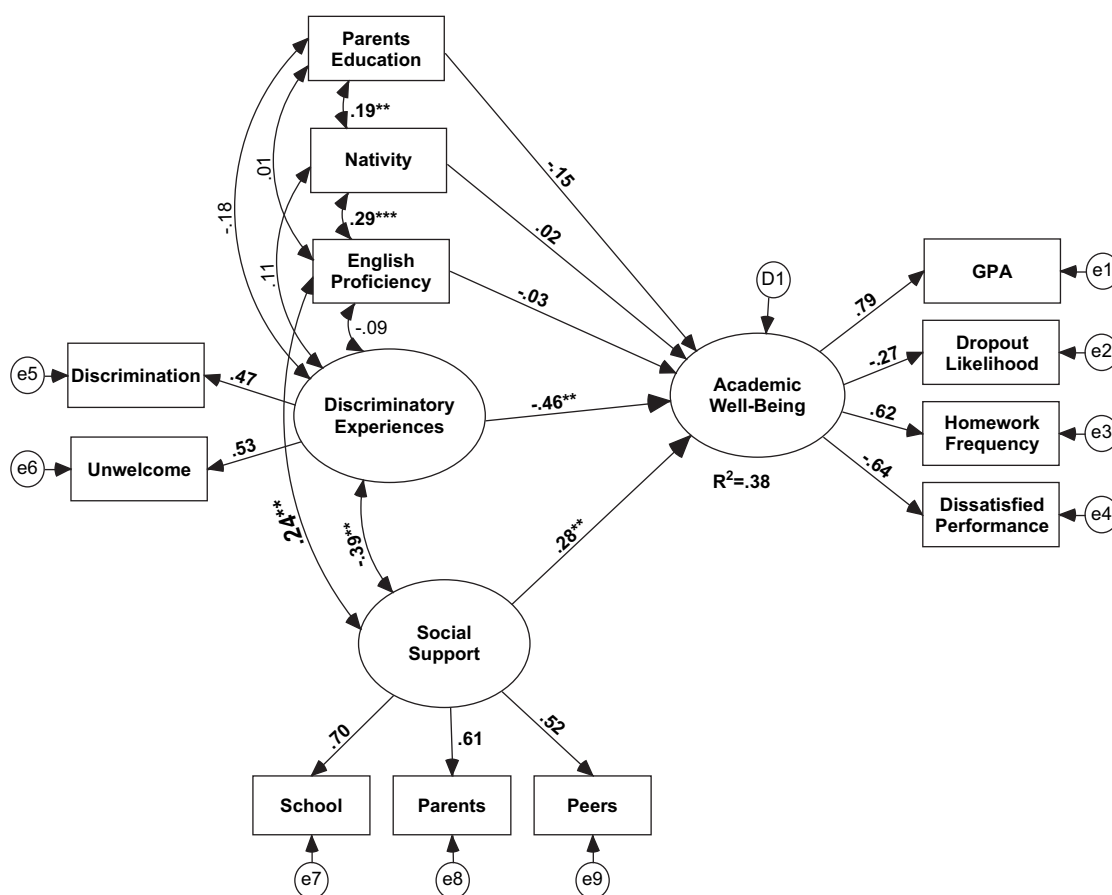 Parents
Education
.19**
Nativity
.29***
English
Proficiency
-.09
-.18
.01
.11
-.15
.02
-.03
D1
Discrimination
e5
.47
Unwelcome
e6
.53
Discriminatory
Experiences
-.46**
Academic
Well-Being
R²=.38
.79
GPA
e1
-.27
Dropout
Likelihood
e2
.62
Homework
Frequency
e3
-.64
Dissatisfied
Performance
e4
.24**
-.39**
.28**
Social
Support
.70
.61
.52
School
Parents
Peers
e7
e8
e9